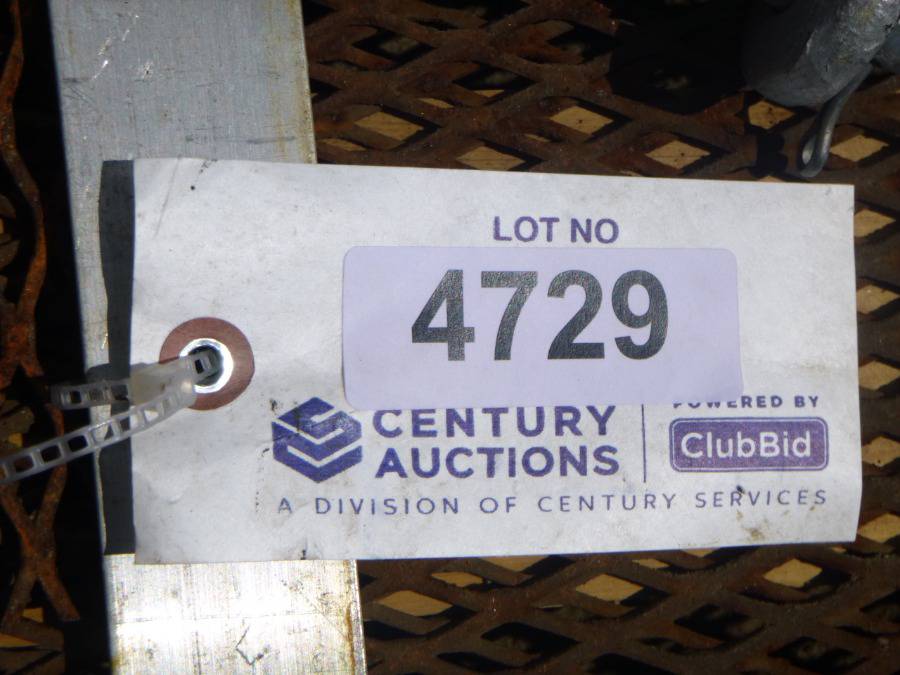 LOT NO
4729
CENTURY
AUCTIONS
POWERED BY
ClubBid
A DIVISION OF CENTURY SERVICES